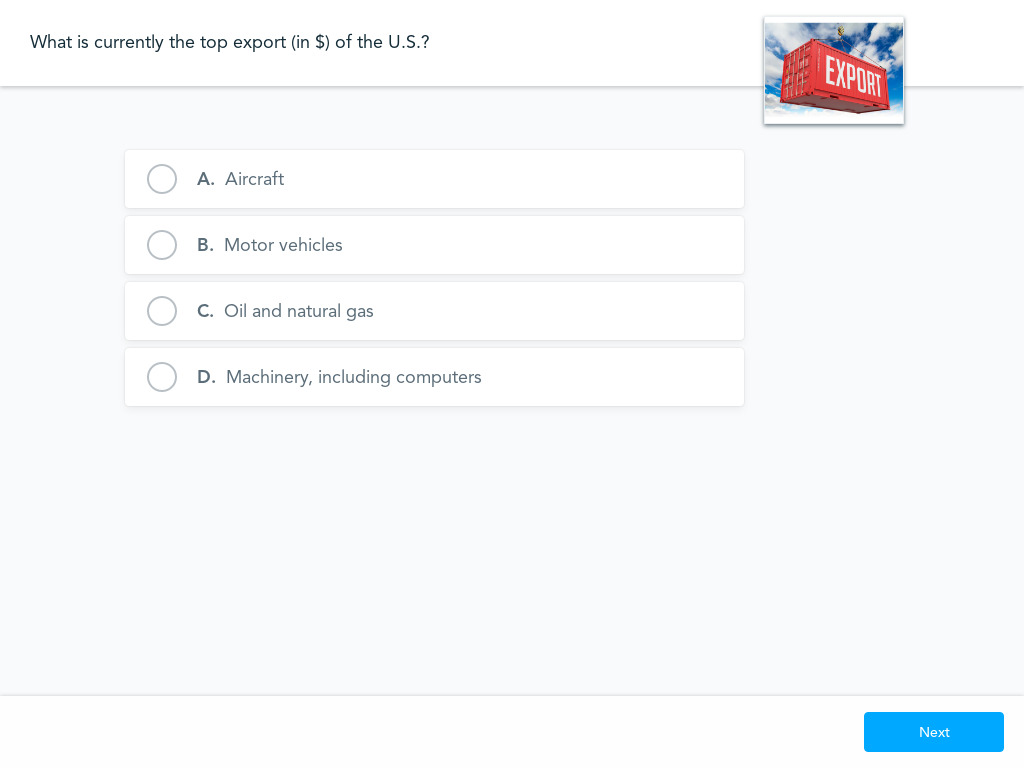 What is currently the top export (in $) of the U.S.?
EXPORT
A. Aircraft
B. Motor vehicles
C. Oil and natural gas
D. Machinery, including computers
Next